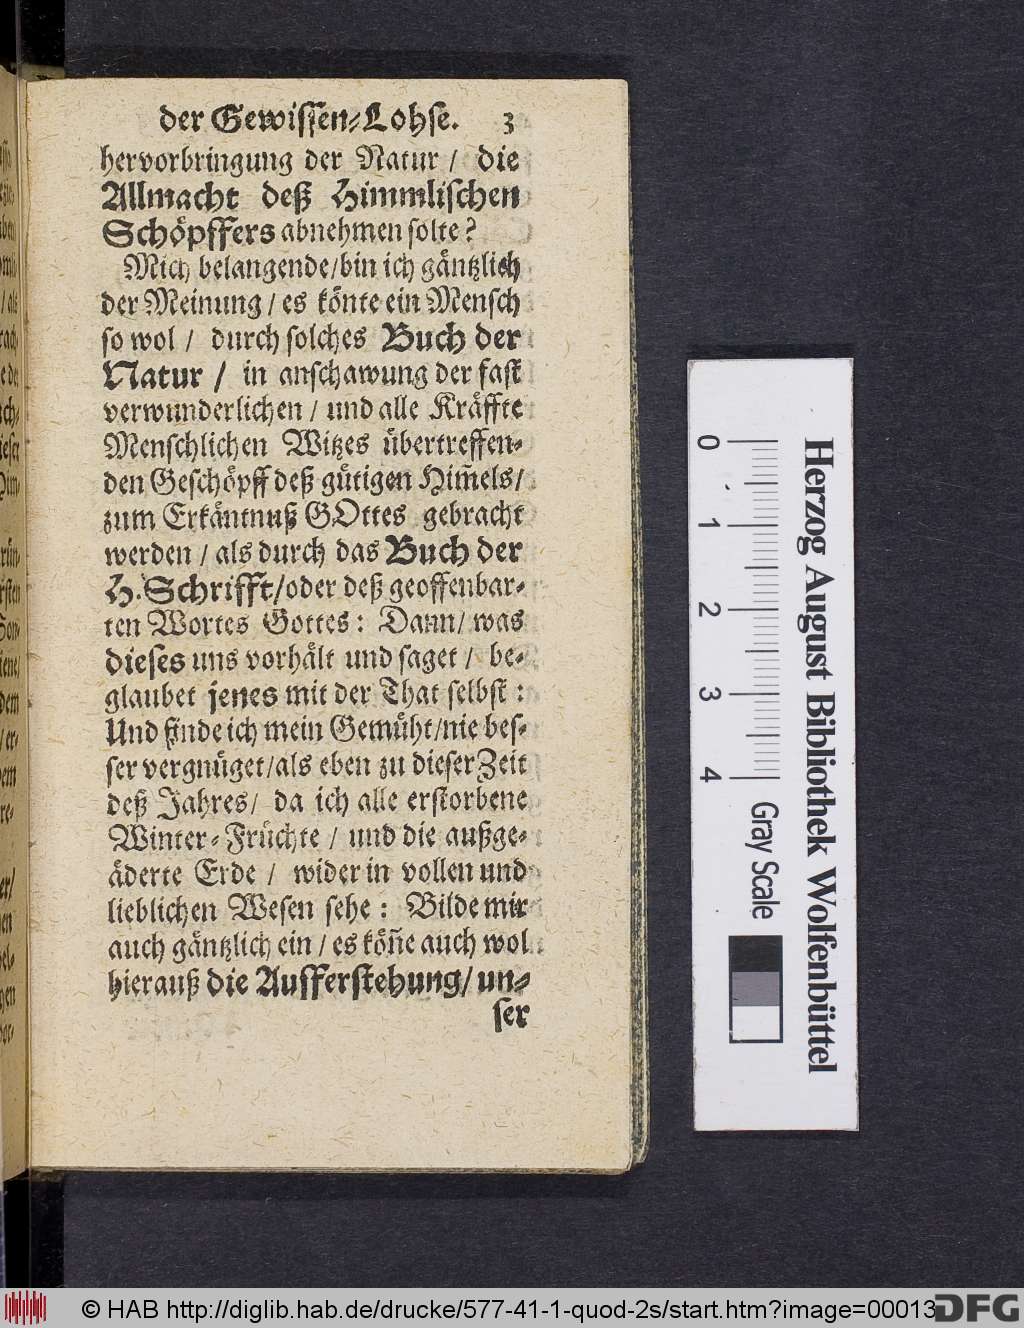 der Gewiſſen⸗Loſe. 3
hervorbringung der Natur / die
Allmacht deß Himmliſchen
Schöpffers abnehmen ſolte?
Mich belangende/bin ich gäntzlich
der Meinung / es könte ein Menſch
ſo wol / durch ſolches Buch der
Natur / in anſchawung der faſt
verwunderlichen / und alle Kräffte
Menſchlichen Witzes übertreffen⸗
den Geſchöpff deß gütigen Him̃els/
zum Erkäntnuß GOttes gebracht
werden / als durch das Buch der
H. Schrifft/oder deß geoffenbar⸗
ten Wortes Gottes: Dann/ was
dieſes uns vorhält und ſaget / be⸗
glaubet jenes mit der That ſelbſt:
Und finde ich mein Gemüht/nie beſ⸗
ſer vergnüget/als eben zu dieſer Zeit
deß Jahres/ da ich alle erſtorbene
Winter⸗Früchte / und die außge⸗
äderte Erde / wider in vollen und
lieblichen Weſen ſehe: Bilde mir
auch gäntzlich ein / es köñe auch wol
hierauß die Aufferſtehung/ un⸗
ſer
Herzog August Bibliothek Wolfenbüttel
0 1 2 3 4 Gray Scale
© HAB http://diglib.hab.de/drucke/577-41-1-quod-2s/start.htm?image=00013
DFG